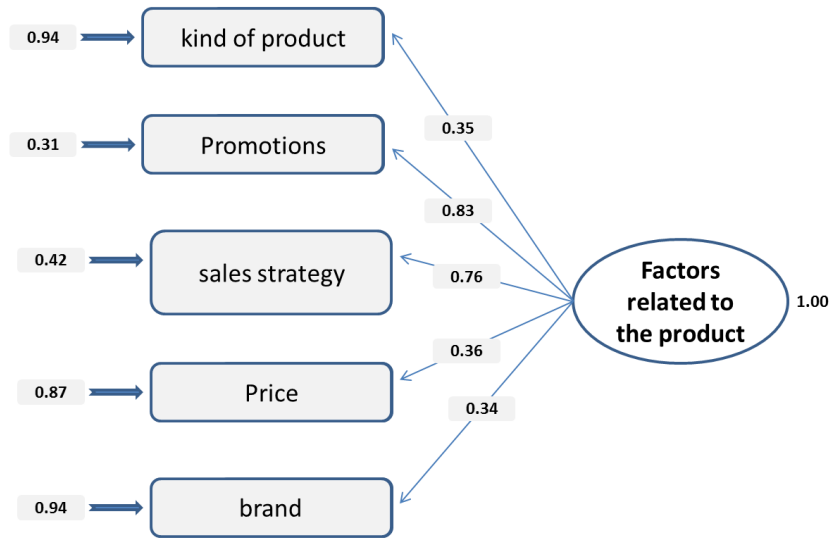 0.94
kind of product
0.35
0.31
Promotions
0.83
0.42
sales strategy
0.76
Factors
related to
the product
1.00
0.36
0.87
Price
0.34
0.94
brand